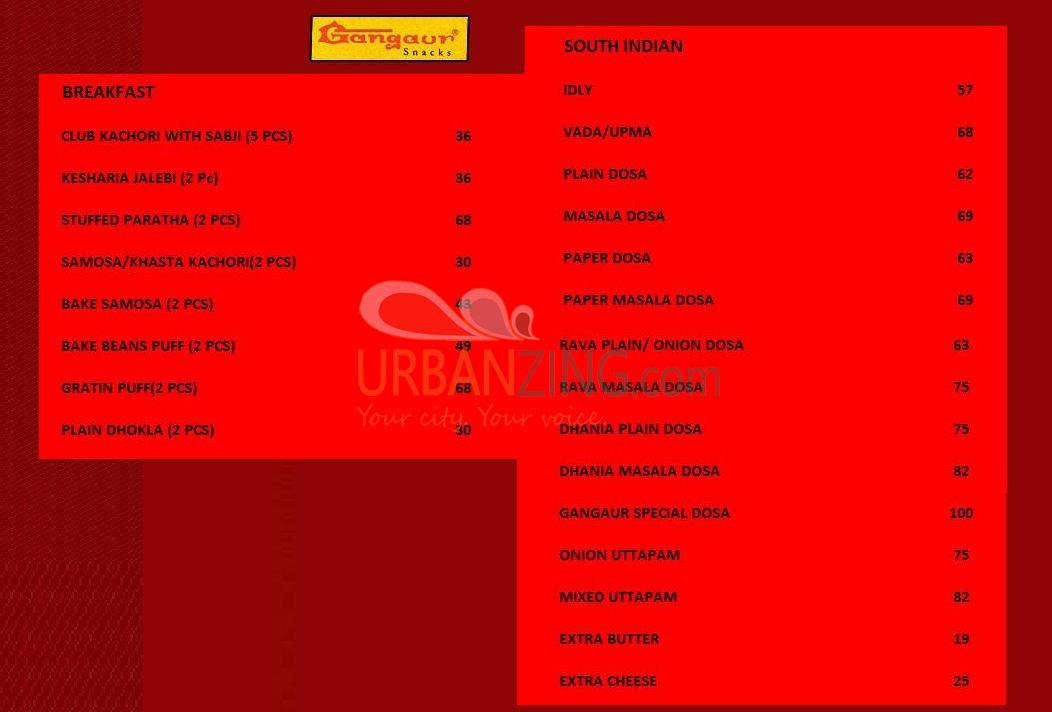 Gangaur®
Snacks
BREAKFAST
CLUB KACHORI WITH SABJI (5 PCS) 36
KESHARIA JALEBI (2 Pc) 36
STUFFED PARATHA (2 PCS) 68
SAMOSA/KHASTA KACHORI(2 PCS) 30
BAKE SAMOSA (2 PCS) 43
BAKE BEANS PUFF (2 PCS) 49
GRATIN PUFF(2 PCS) 68
PLAIN DHOKLA (2 PCS) 30
SOUTH INDIAN
IDLY 57
VADA/UPMA 68
PLAIN DOSA 62
MASALA DOSA 69
PAPER DOSA 63
PAPER MASALA DOSA 69
RAVA PLAIN/ ONION DOSA 63
RAVA MASALA DOSA 75
DHANIA PLAIN DOSA 75
DHANIA MASALA DOSA 82
GANGAUR SPECIAL DOSA 100
ONION UTTAPAM 75
MIXED UTTAPAM 82
EXTRA BUTTER 19
EXTRA CHEESE 25
URBANZING.com
Your city. Your voice.